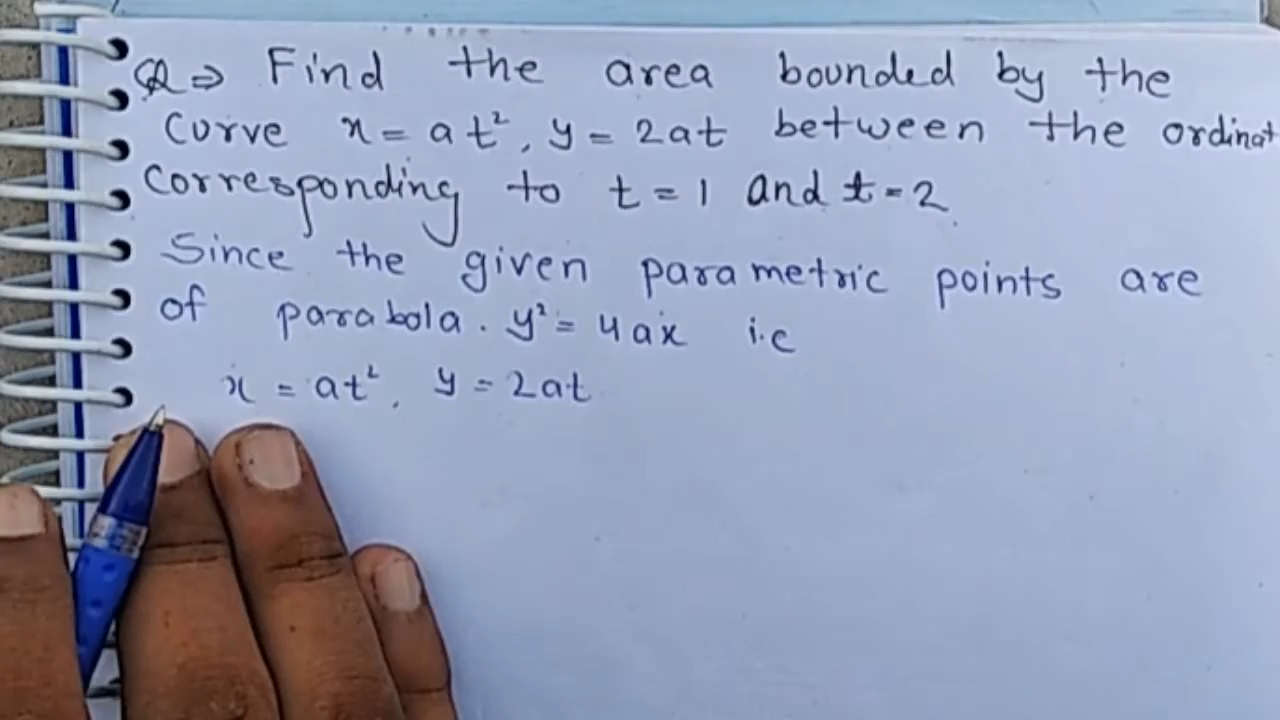 Q⇒ Find the area bounded by the
Curve x = at², y = 2at between the ordinat
Corresponding to t = 1 and t = 2
Since the given parametric points are
of parabola. y² = 4ax i.e
x = at², y = 2at